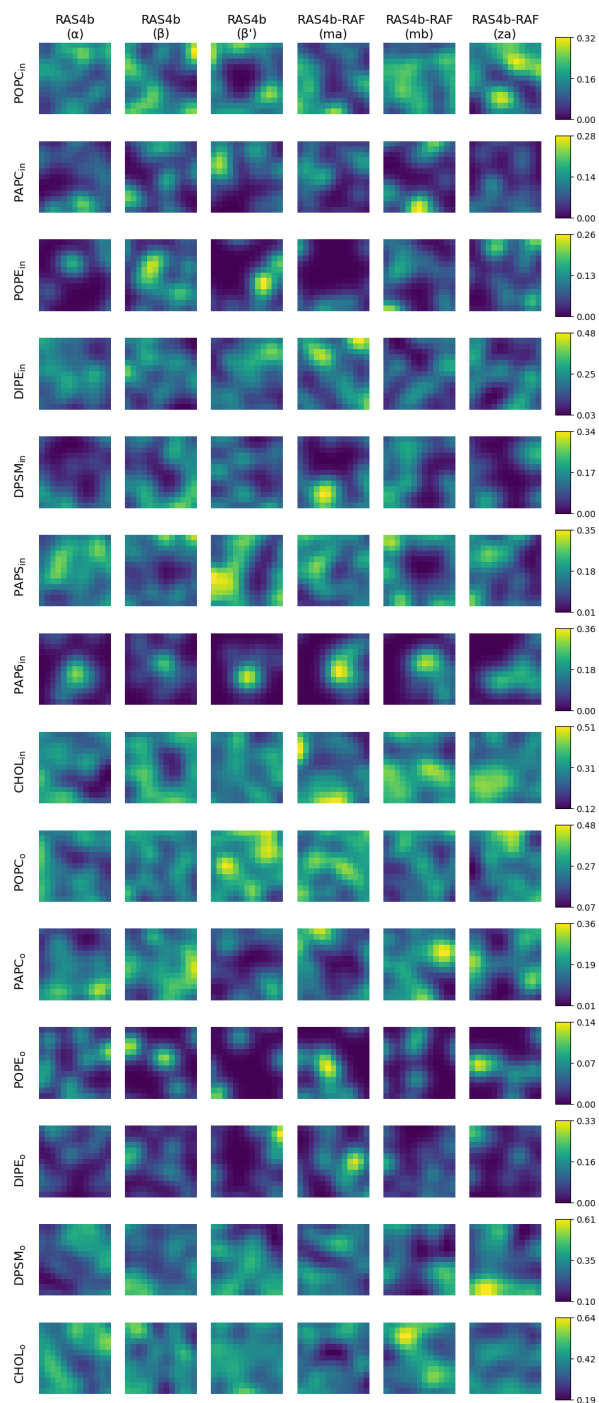 RAS4b RAS4b RAS4b RAS4b-RAF RAS4b-RAF RAS4b-RAF
(α) (β) (β') (ma) (mb) (za)
POPCin 0.32 0.16 0.00
PAPCin 0.28 0.14 0.00
POPEin 0.26 0.13 0.00
DIPEin 0.48 0.25 0.03
DPSMin 0.34 0.17 0.00
PAPSin 0.35 0.18 0.01
PAP6in 0.36 0.18 0.00
CHOLin 0.51 0.31 0.12
POPCo 0.48 0.27 0.07
PAPCo 0.36 0.19 0.01
POPEo 0.14 0.07 0.00
DIPEo 0.33 0.16 0.00
DPSMo 0.61 0.35 0.10
CHOLo 0.64 0.42 0.19